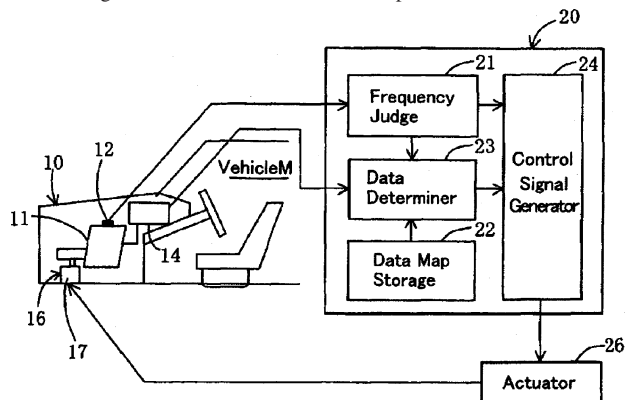 20
21
24
Frequency
Judge
23
12
10
VehicleM
Data
Determiner
Control
Signal
Generator
11
14
22
Data Map
Storage
16
17
26
Actuator